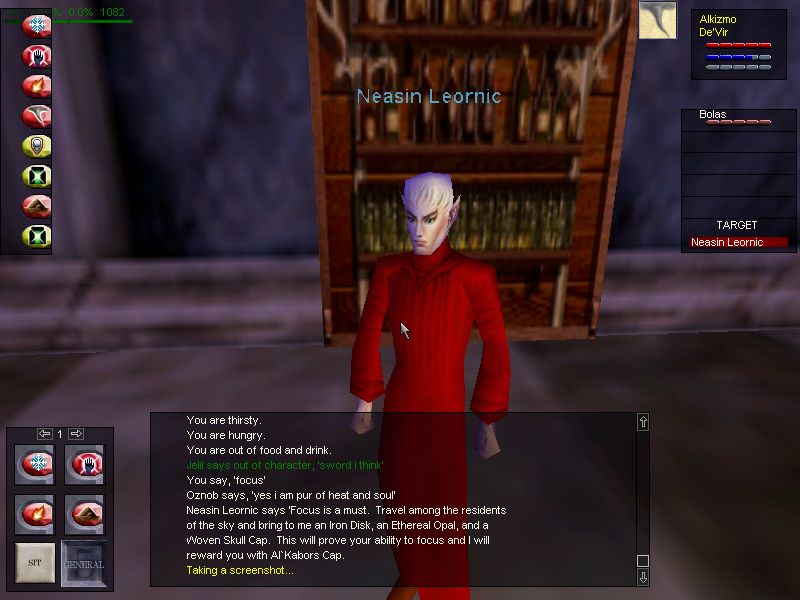 % 0.0% 1082
Alkizmo
De'Vir
Neasin Leornic
Bolas
TARGET
Neasin Leornic
1
SIT
GENERAL
You are thirsty.
You are hungry.
You are out of food and drink.
Jelil says out of character, 'sword i think'
You say, 'focus'
Oznob says, 'yes i am pur of heat and soul'
Neasin Leornic says 'Focus is a must.  Travel among the residents
of the sky and bring to me an Iron Disk, an Ethereal Opal, and a
Woven Skull Cap.  This will prove your ability to focus and I will
reward you with Al`Kabors Cap.
Taking a screenshot...